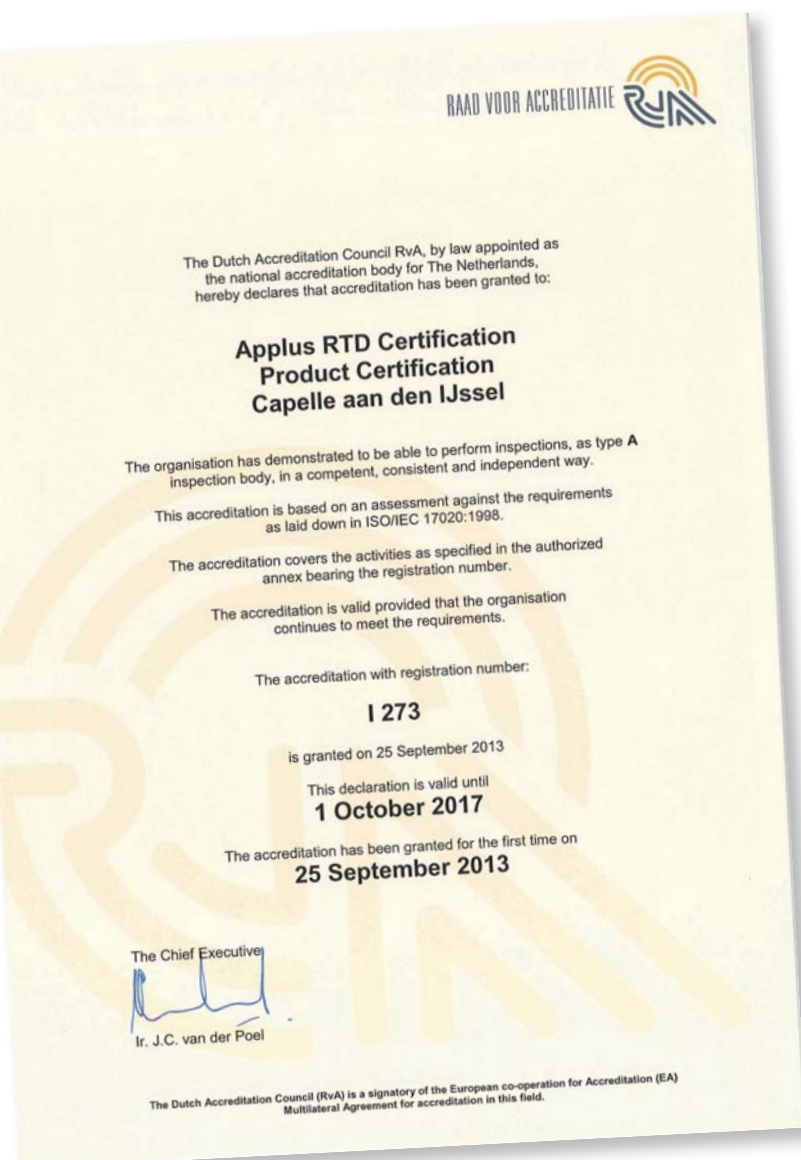 RAAD VOOR ACCREDITATIE RVA
The Dutch Accreditation Council RvA, by law appointed as
the national accreditation body for The Netherlands,
hereby declares that accreditation has been granted to:
Applus RTD Certification
Product Certification
Capelle aan den IJssel
The organisation has demonstrated to be able to perform inspections, as type A
inspection body, in a competent, consistent and independent way.
This accreditation is based on an assessment against the requirements
as laid down in ISO/IEC 17020:1998.
The accreditation covers the activities as specified in the authorized
annex bearing the registration number.
The accreditation is valid provided that the organisation
continues to meet the requirements.
The accreditation with registration number:
I 273
is granted on 25 September 2013
This declaration is valid until
1 October 2017
The accreditation has been granted for the first time on
25 September 2013
The Chief Executive
Ir. J.C. van der Poel
The Dutch Accreditation Council (RvA) is a signatory of the European co-operation for Accreditation (EA)
Multilateral Agreement for accreditation in this field.